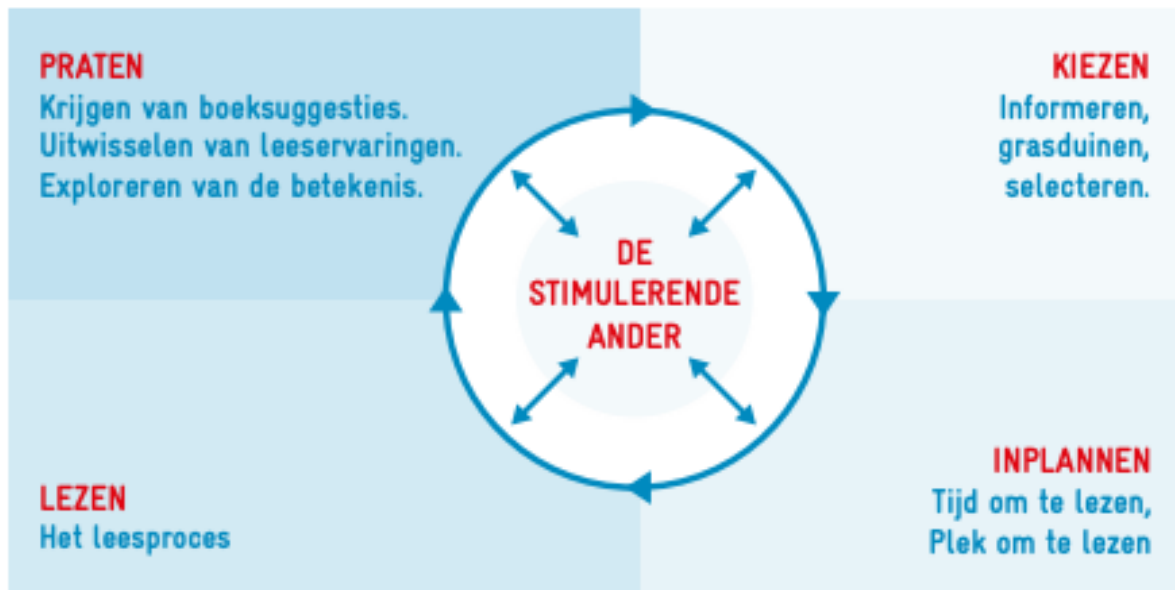 PRATEN
Krijgen van boeksuggesties.
Uitwisselen van leeservaringen.
Exploreren van de betekenis.
KIEZEN
Informeren,
grasduinen,
selecteren.
DE
STIMULERENDE
ANDER
LEZEN
Het leesproces
INPLANNEN
Tijd om te lezen,
Plek om te lezen